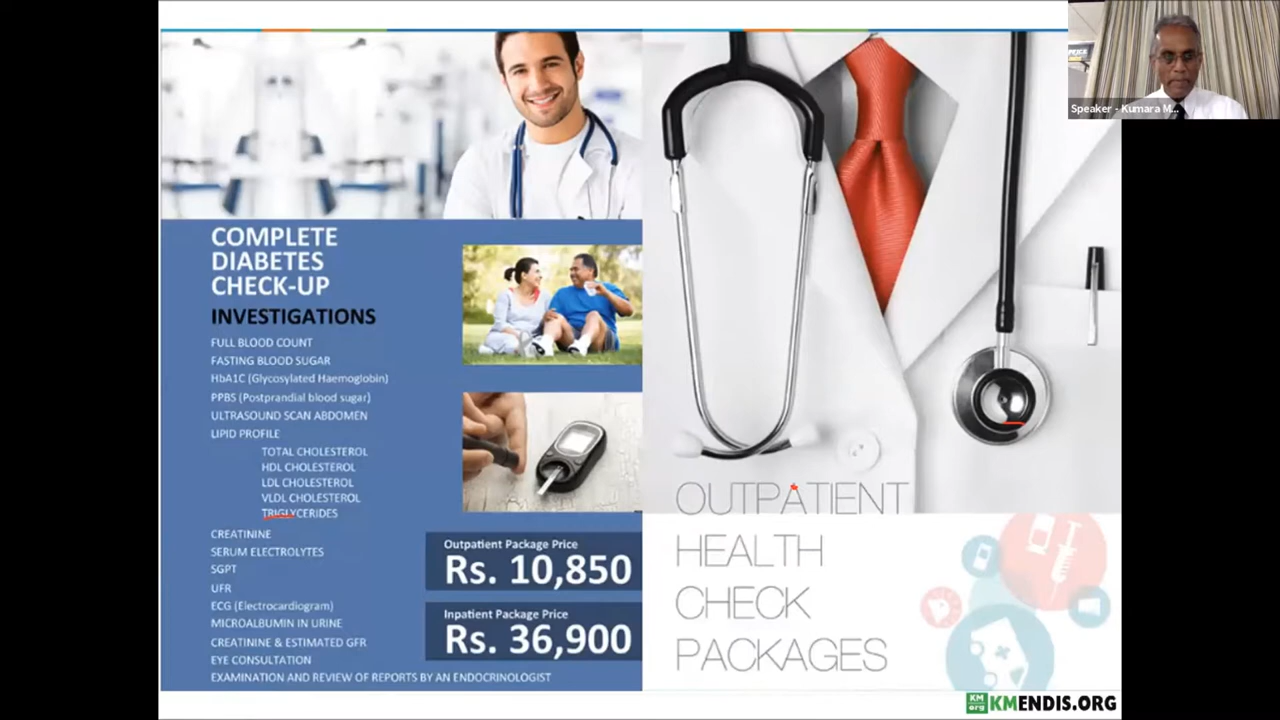 Speaker - Kumara M...
COMPLETE
DIABETES
CHECK-UP
INVESTIGATIONS
FULL BLOOD COUNT
FASTING BLOOD SUGAR
HbA1C (Glycosylated Haemoglobin)
PPBS (Postprandial blood sugar)
ULTRASOUND SCAN ABDOMEN
LIPID PROFILE
TOTAL CHOLESTEROL
HDL CHOLESTEROL
LDL CHOLESTEROL
VLDL CHOLESTEROL
TRIGLYCERIDES
CREATININE
SERUM ELECTROLYTES
SGPT
UFR
ECG (Electrocardiogram)
MICROALBUMIN IN URINE
CREATININE & ESTIMATED GFR
EYE CONSULTATION
EXAMINATION AND REVIEW OF REPORTS BY AN ENDOCRINOLOGIST
Outpatient Package Price
Rs. 10,850
Inpatient Package Price
Rs. 36,900
OUTPATIENT
HEALTH
CHECK
PACKAGES
KM
org
KMENDIS.ORG